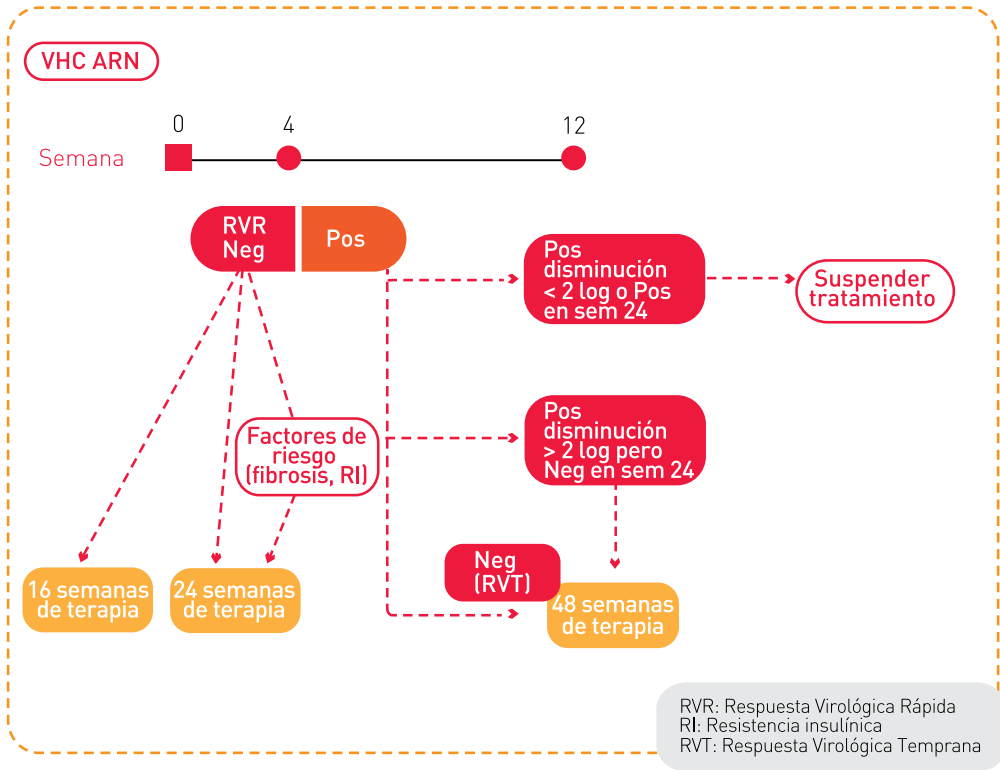 VHC ARN
0
4
12
Semana
RVR
Neg
Pos
Pos
disminución
< 2 log o Pos
en sem 24
Suspender
tratamiento
Pos
disminución
> 2 log pero
Neg en sem 24
Factores de
riesgo
(fibrosis, RI)
Neg
(RVT)
16 semanas
de terapia
24 semanas
de terapia
48 semanas
de terapia
RVR: Respuesta Virológica Rápida
RI: Resistencia insulínica
RVT: Respuesta Virológica Temprana